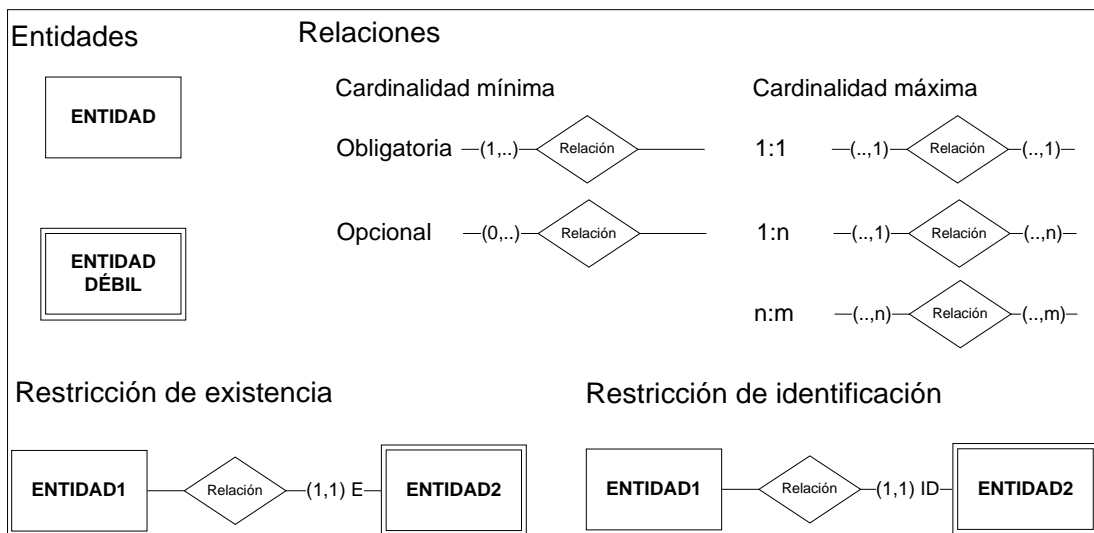 Entidades
Relaciones
ENTIDAD
ENTIDAD
DÉBIL
Cardinalidad mínima
Cardinalidad máxima
Obligatoria (1,..) Relación
1:1 (..,1) Relación (..,1)
Opcional (0,..) Relación
1:n (..,1) Relación (..,n)
n:m (..,n) Relación (..,m)
Restricción de existencia
ENTIDAD1 Relación (1,1) E ENTIDAD2
Restricción de identificación
ENTIDAD1 Relación (1,1) ID ENTIDAD2